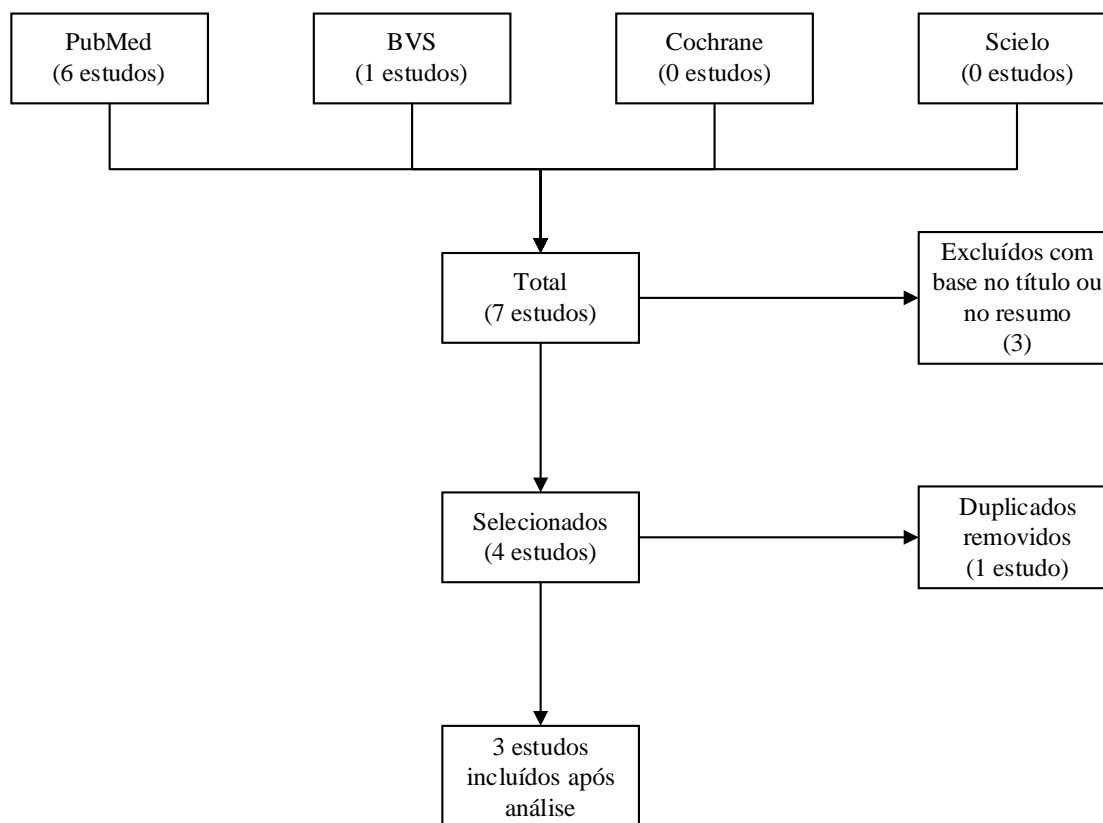 PubMed
(6 estudos)
BVS
(1 estudos)
Cochrane
(0 estudos)
Scielo
(0 estudos)
Total
(7 estudos)
Excluídos com
base no título ou
no resumo
(3)
Selecionados
(4 estudos)
Duplicados
removidos
(1 estudo)
3 estudos
incluídos após
análise